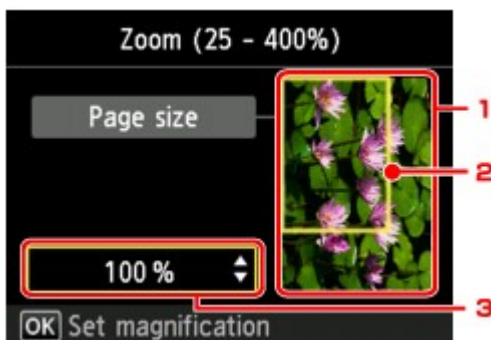 Zoom (25 - 400%)
Page size
1
2
100 %
3
OK Set magnification